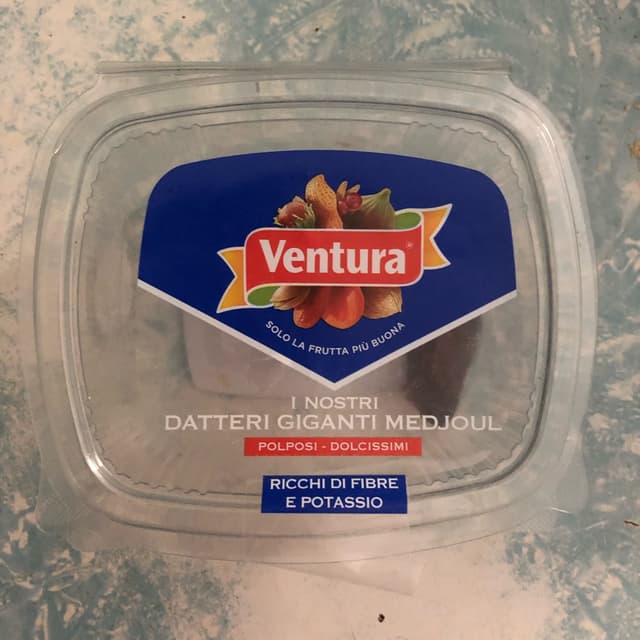 Ventura®
SOLO LA FRUTTA PIÙ BUONA
I NOSTRI
DATTERI GIGANTI MEDJOUL
POLPOSI - DOLCISSIMI
RICCHI DI FIBRE
E POTASSIO